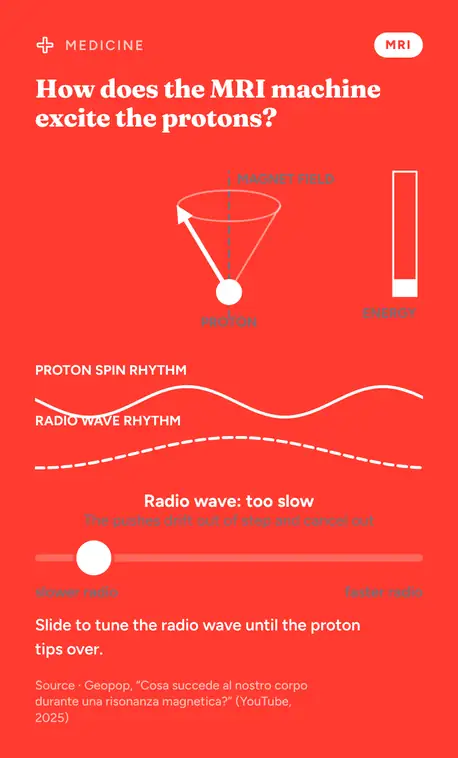 MEDICINE
MRI
How does the MRI machine
excite the protons?
MAGNET FIELD
PROTON
ENERGY
PROTON SPIN RHYTHM
RADIO WAVE RHYTHM
Radio wave: too slow
The pushes drift out of step and cancel out.
slower radio
faster radio
Slide to tune the radio wave until the proton
tips over.
Source · Geopop, “Cosa succede al nostro corpo
durante una risonanza magnetica?” (YouTube,
2025)